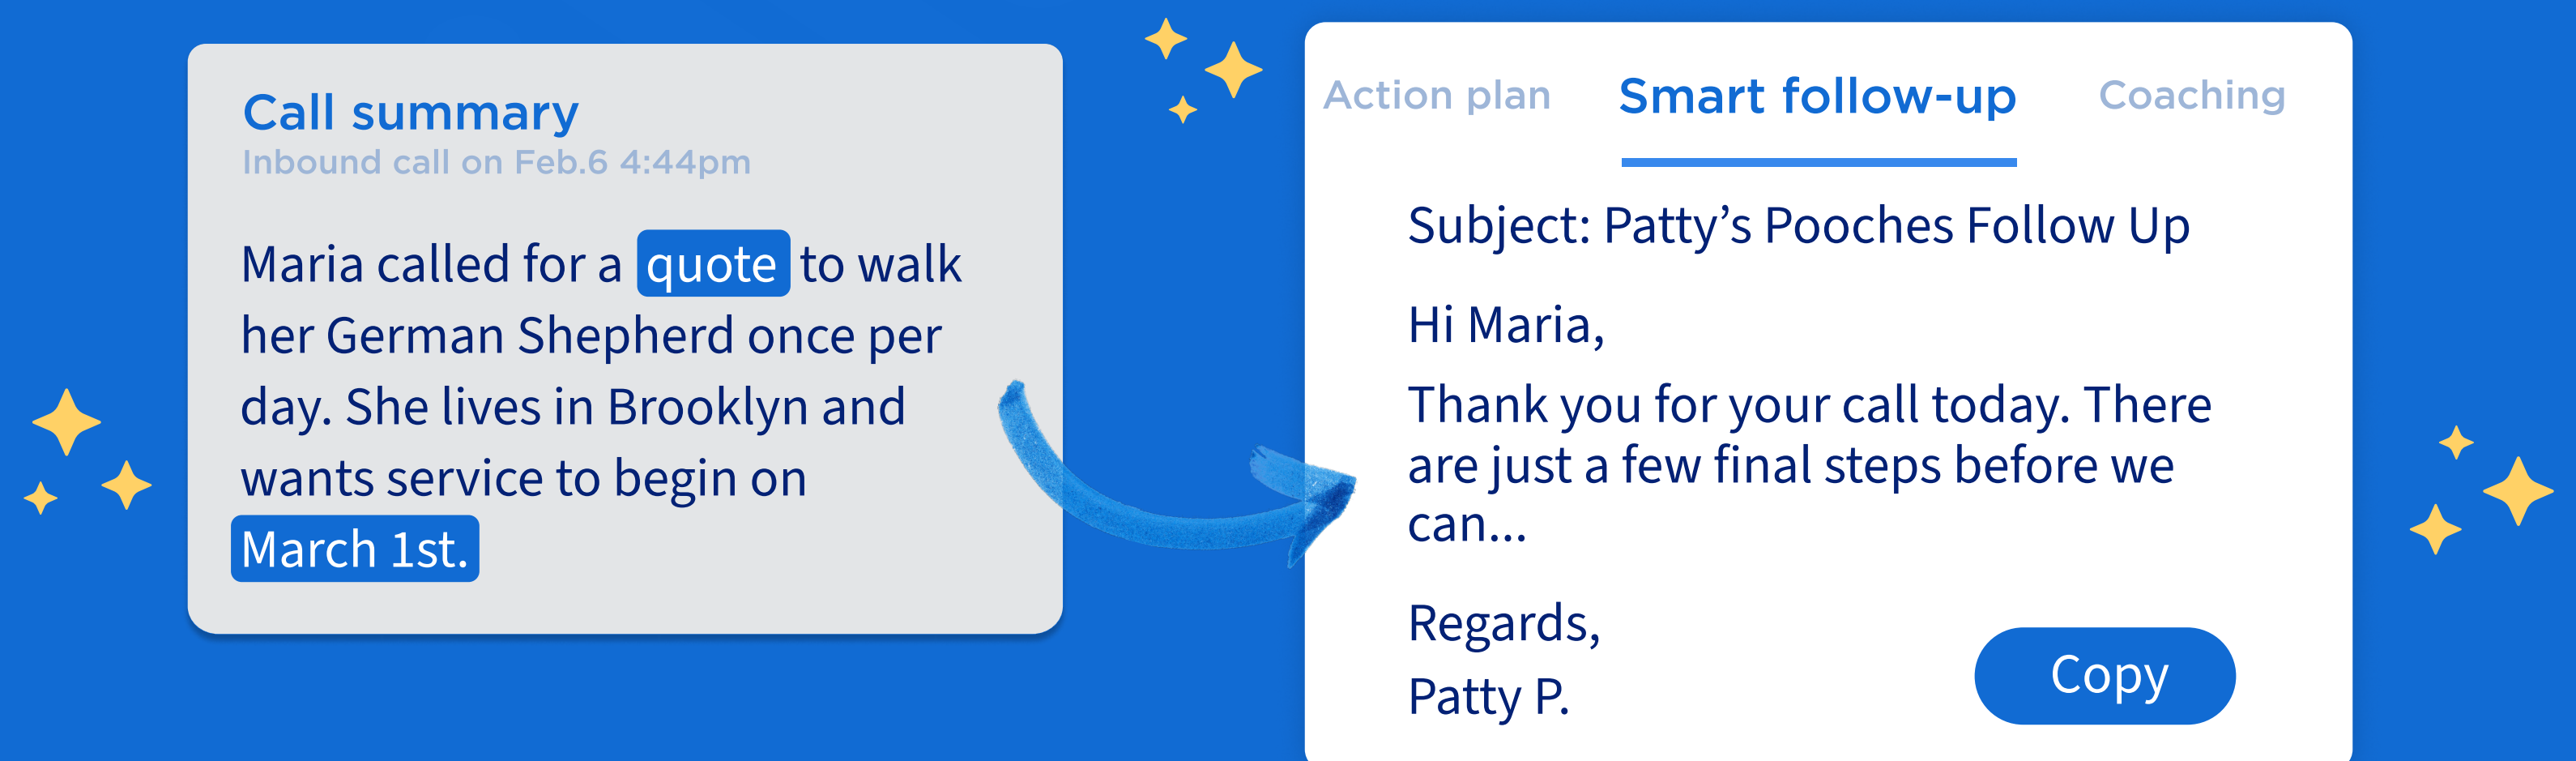 Call summary
Inbound call on Feb.6 4:44pm
Maria called for a quote to walk
her German Shepherd once per
day. She lives in Brooklyn and
wants service to begin on
March 1st.
Action plan
Smart follow-up
Coaching
Subject: Patty’s Pooches Follow Up
Hi Maria,
Thank you for your call today. There
are just a few final steps before we
can...
Regards,
Patty P.
Copy